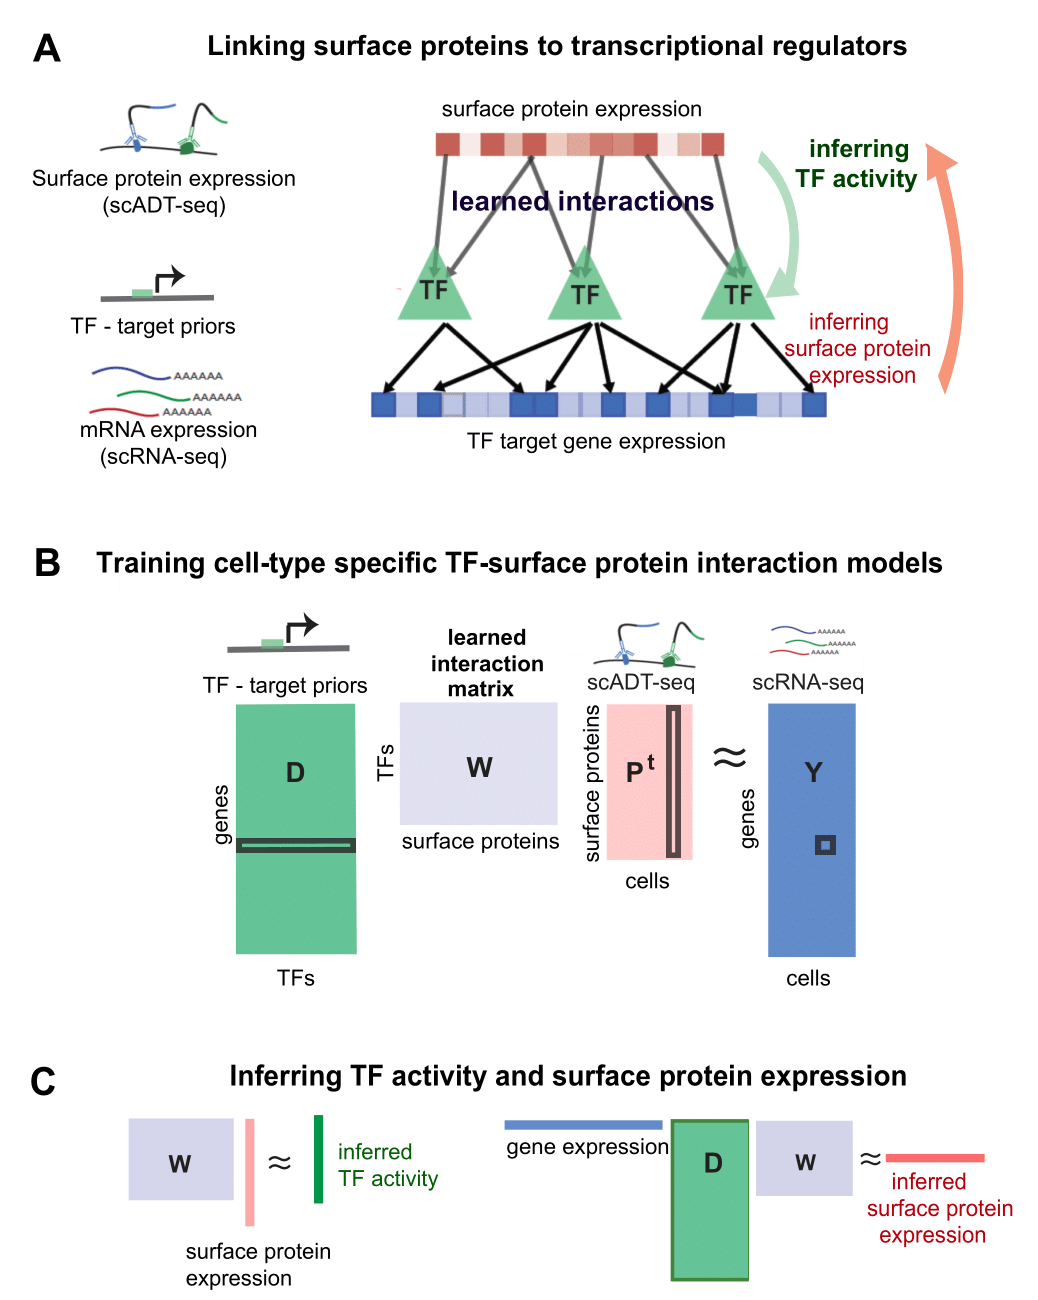 A
Linking surface proteins to transcriptional regulators
Surface protein expression
(scADT-seq)
TF - target priors
AAAAAA
AAAAAA
AAAAAA
mRNA expression
(scRNA-seq)
surface protein expression
learned interactions
TF
TF
TF
TF target gene expression
inferring
TF activity
inferring
surface protein
expression
B
Training cell-type specific TF-surface protein interaction models
TF - target priors
genes
D
TFs
learned
interaction
matrix
TFs
W
surface proteins
scADT-seq
surface proteins
P t
cells
≈
AAAAAA
AAAAAA
AAAAAA
scRNA-seq
genes
Y
cells
C
Inferring TF activity and surface protein expression
W
surface protein
expression
≈
inferred
TF activity
gene expression
D
W
≈
inferred
surface protein
expression